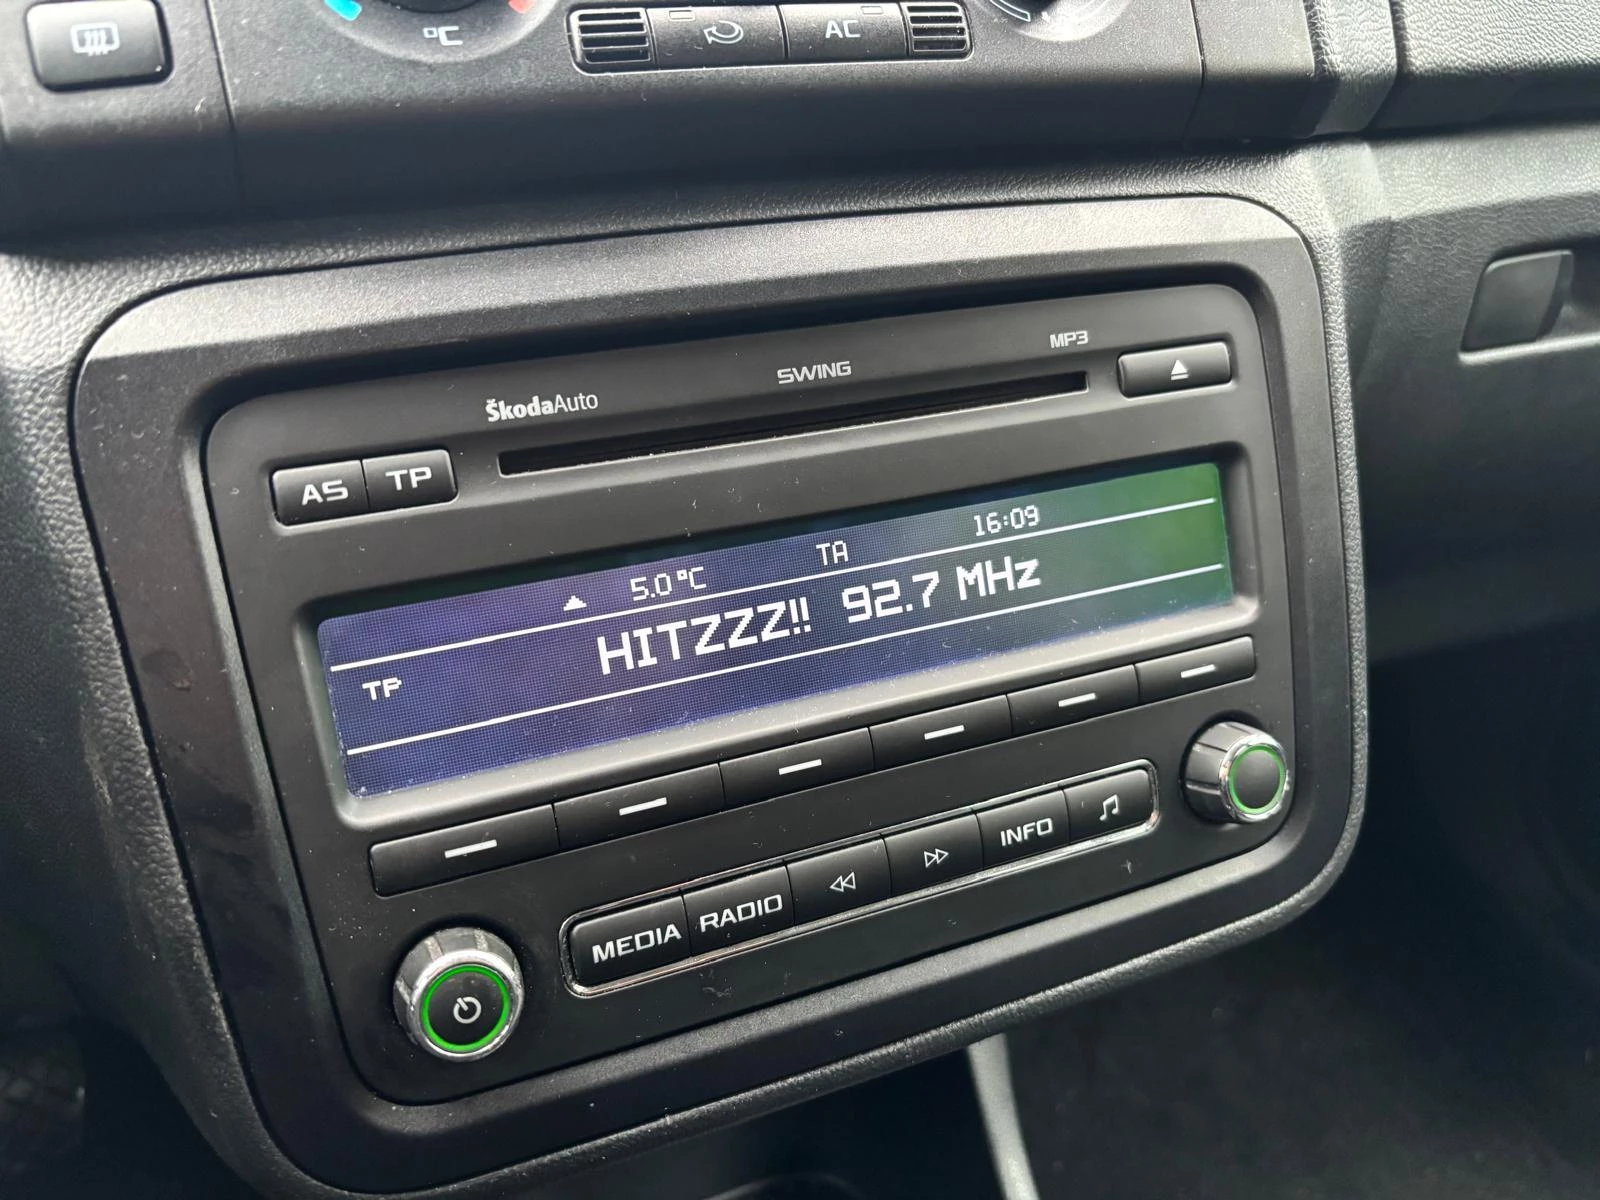 °C
AC
MP3
SWING
ŠkodaAuto
AS TP
5.0 °C TA 16:09
HITZZZ!! 92.7 MHz
TP
MEDIA RADIO INFO